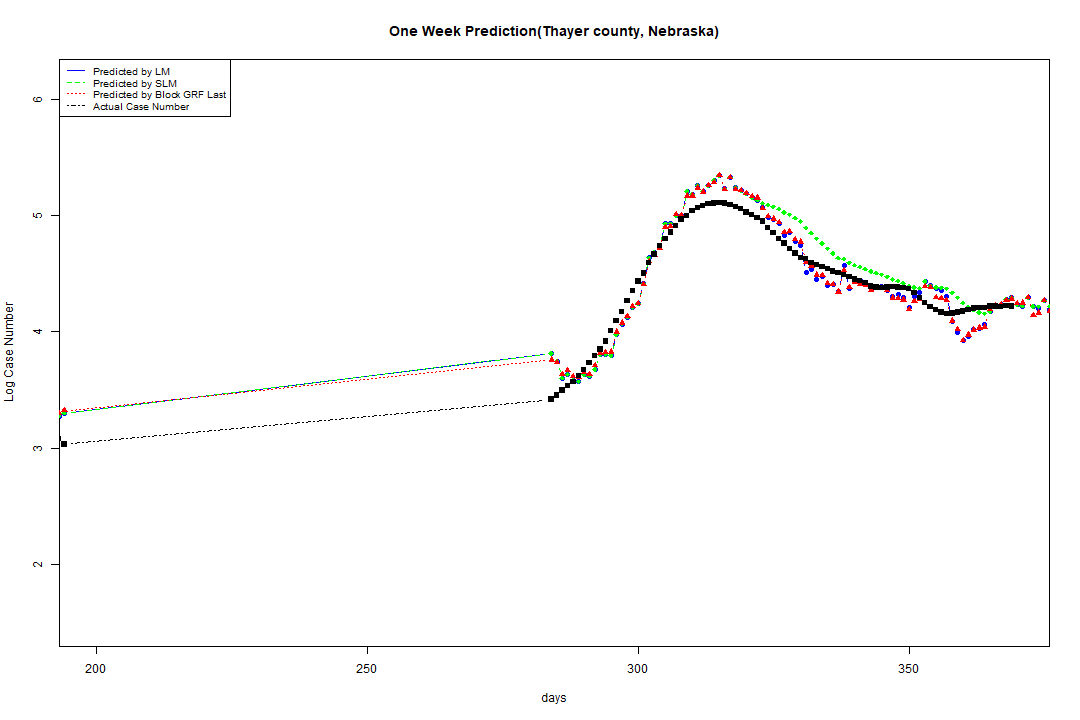 One Week Prediction(Thayer county, Nebraska)
Predicted by LM
Predicted by SLM
Predicted by Block GRF Last
Actual Case Number
6
5
4
3
2
Log Case Number
200 250 300 350
days